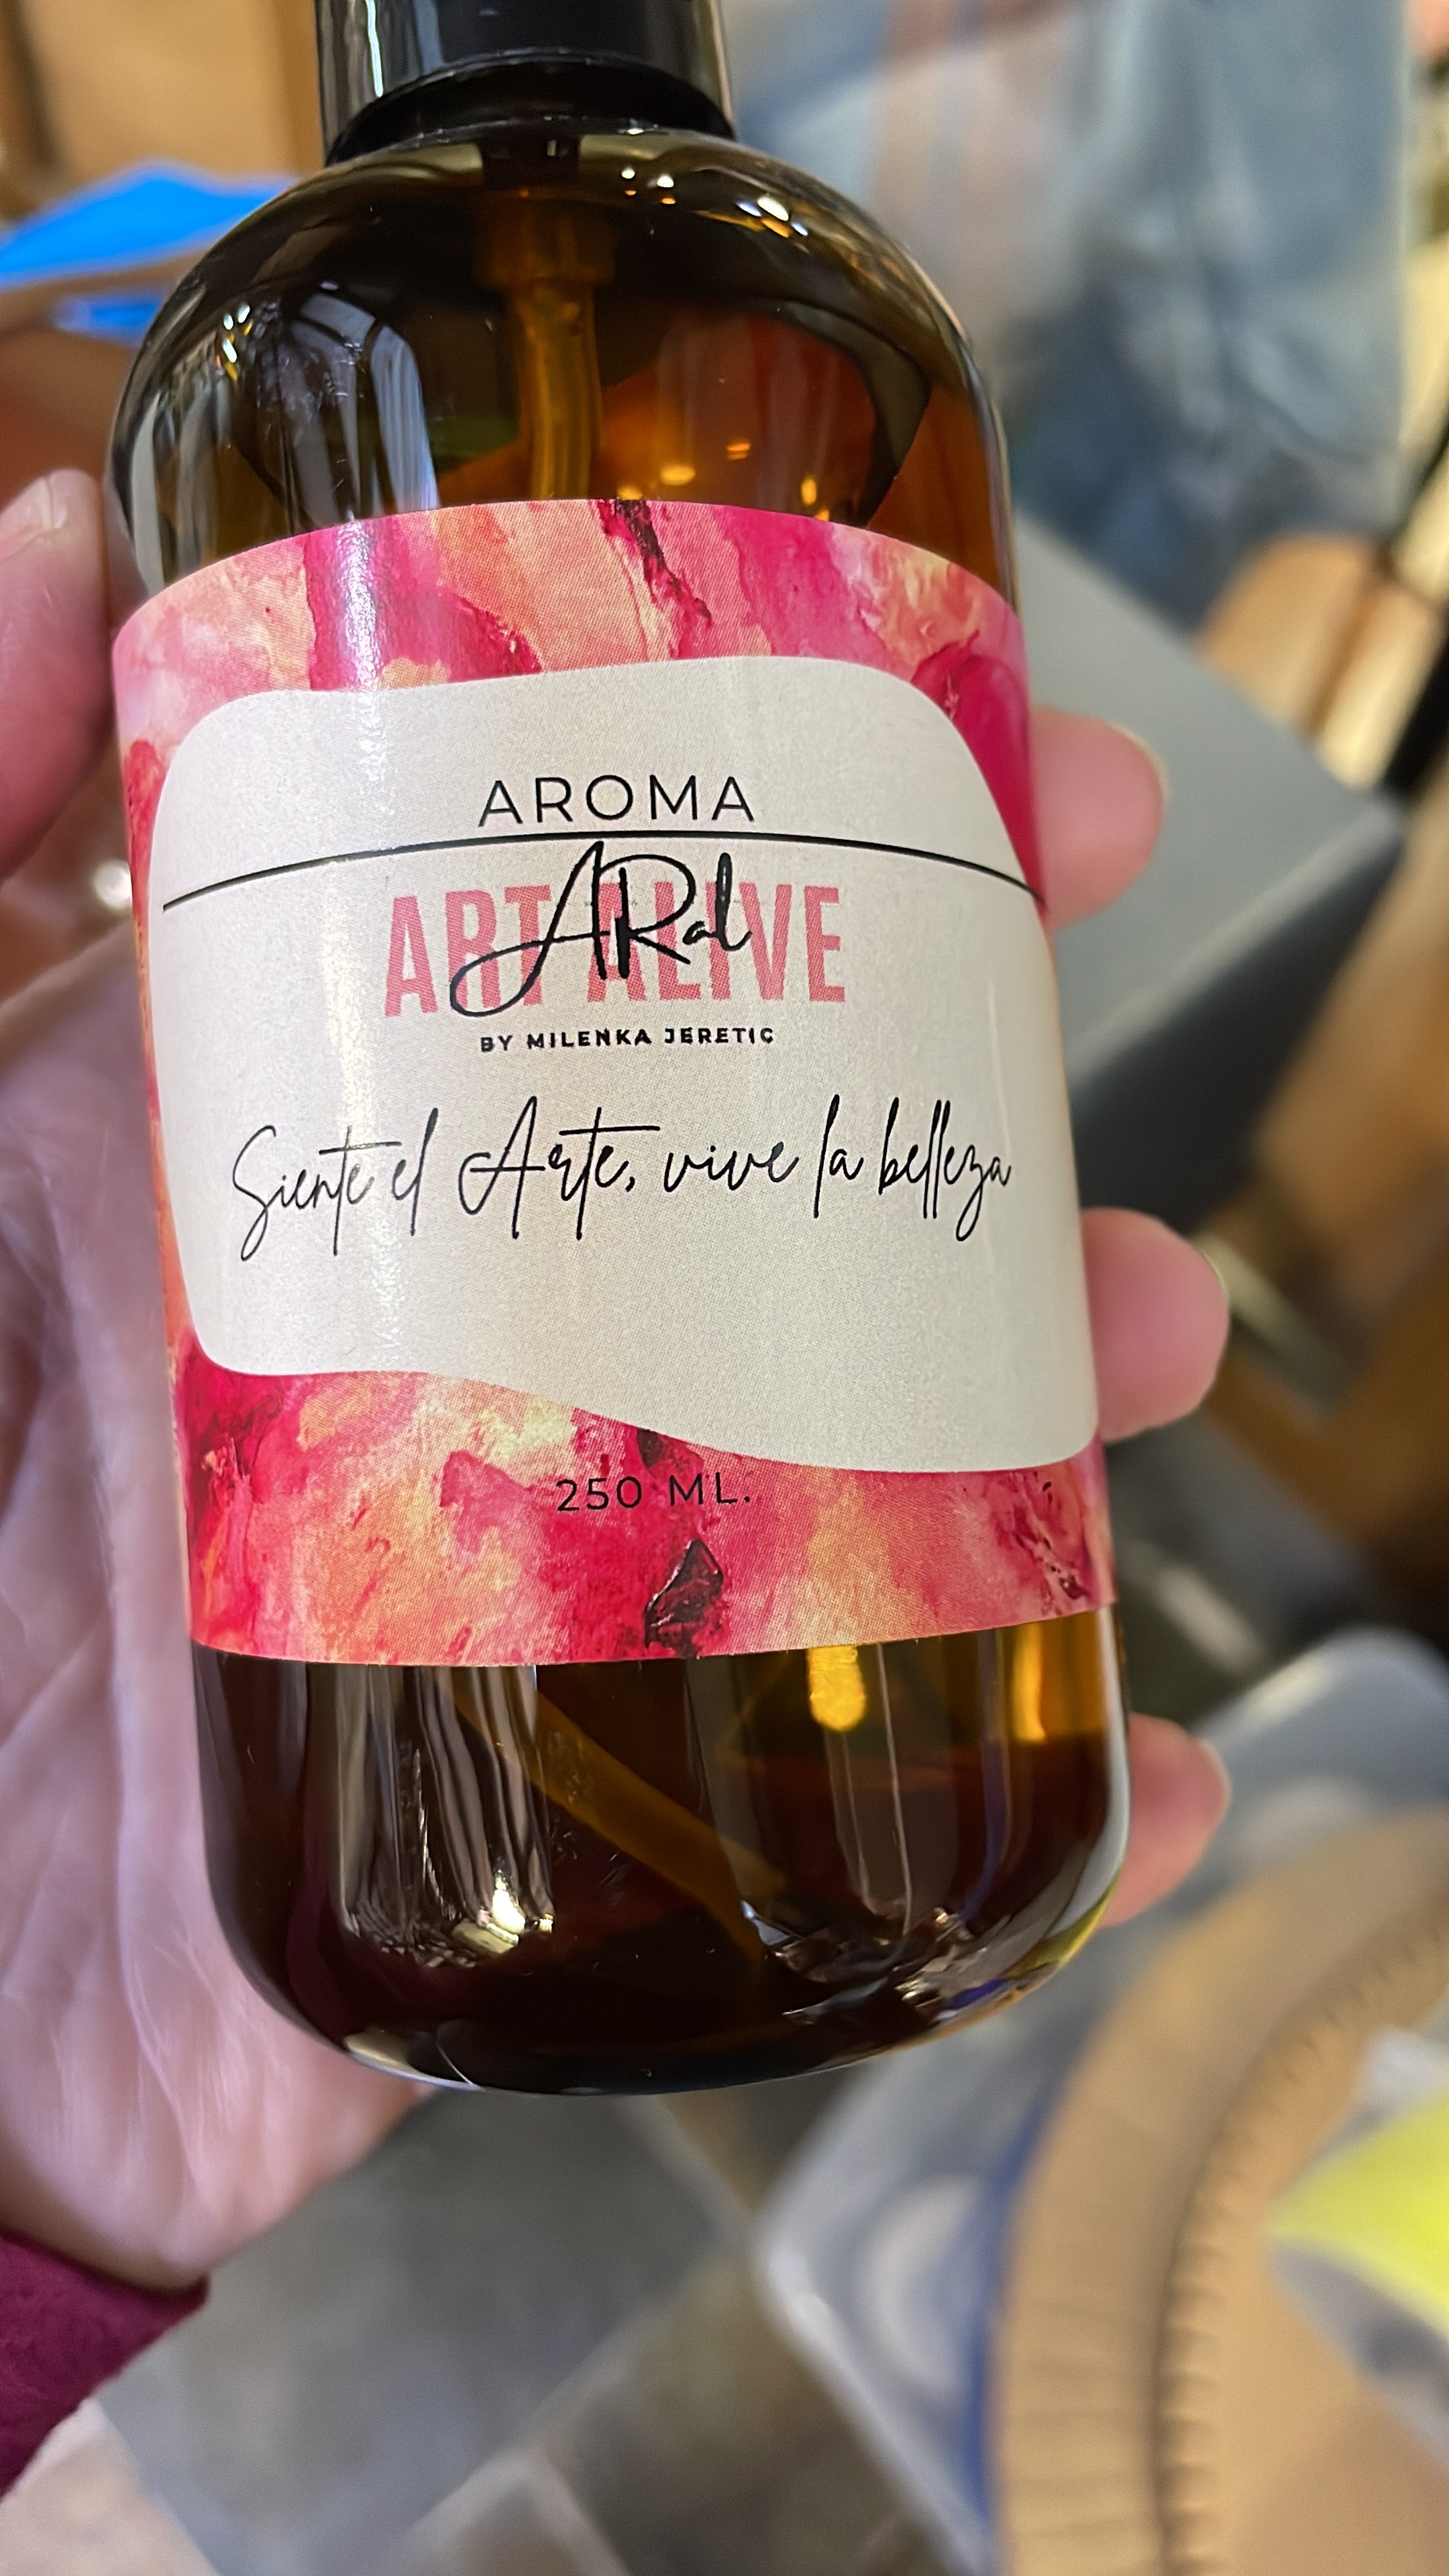 AROMA
ART ALIVE
ARal
BY MILENKA JERETIC
Siente el Arte, vive la belleza
250 ML.